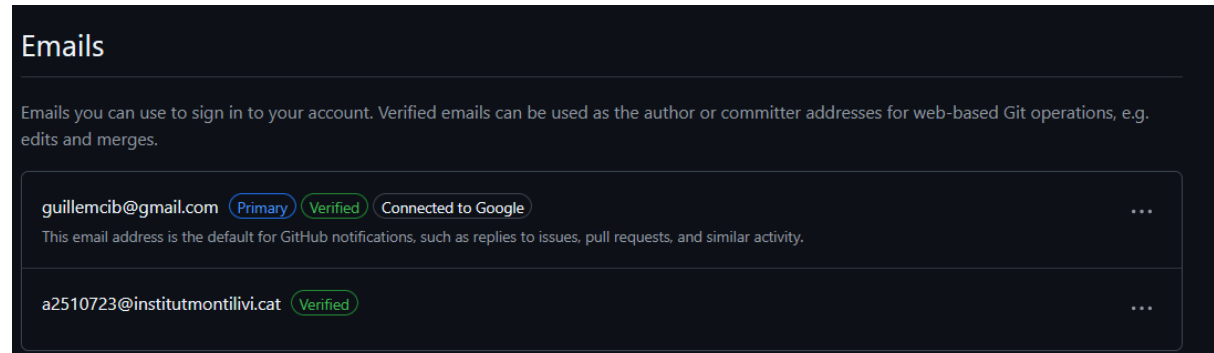 Emails
Emails you can use to sign in to your account. Verified emails can be used as the author or committer addresses for web-based Git operations, e.g.
edits and merges.
guillemcib@gmail.com Primary Verified Connected to Google
This email address is the default for GitHub notifications, such as replies to issues, pull requests, and similar activity.
a2510723@institutmontilivi.cat Verified